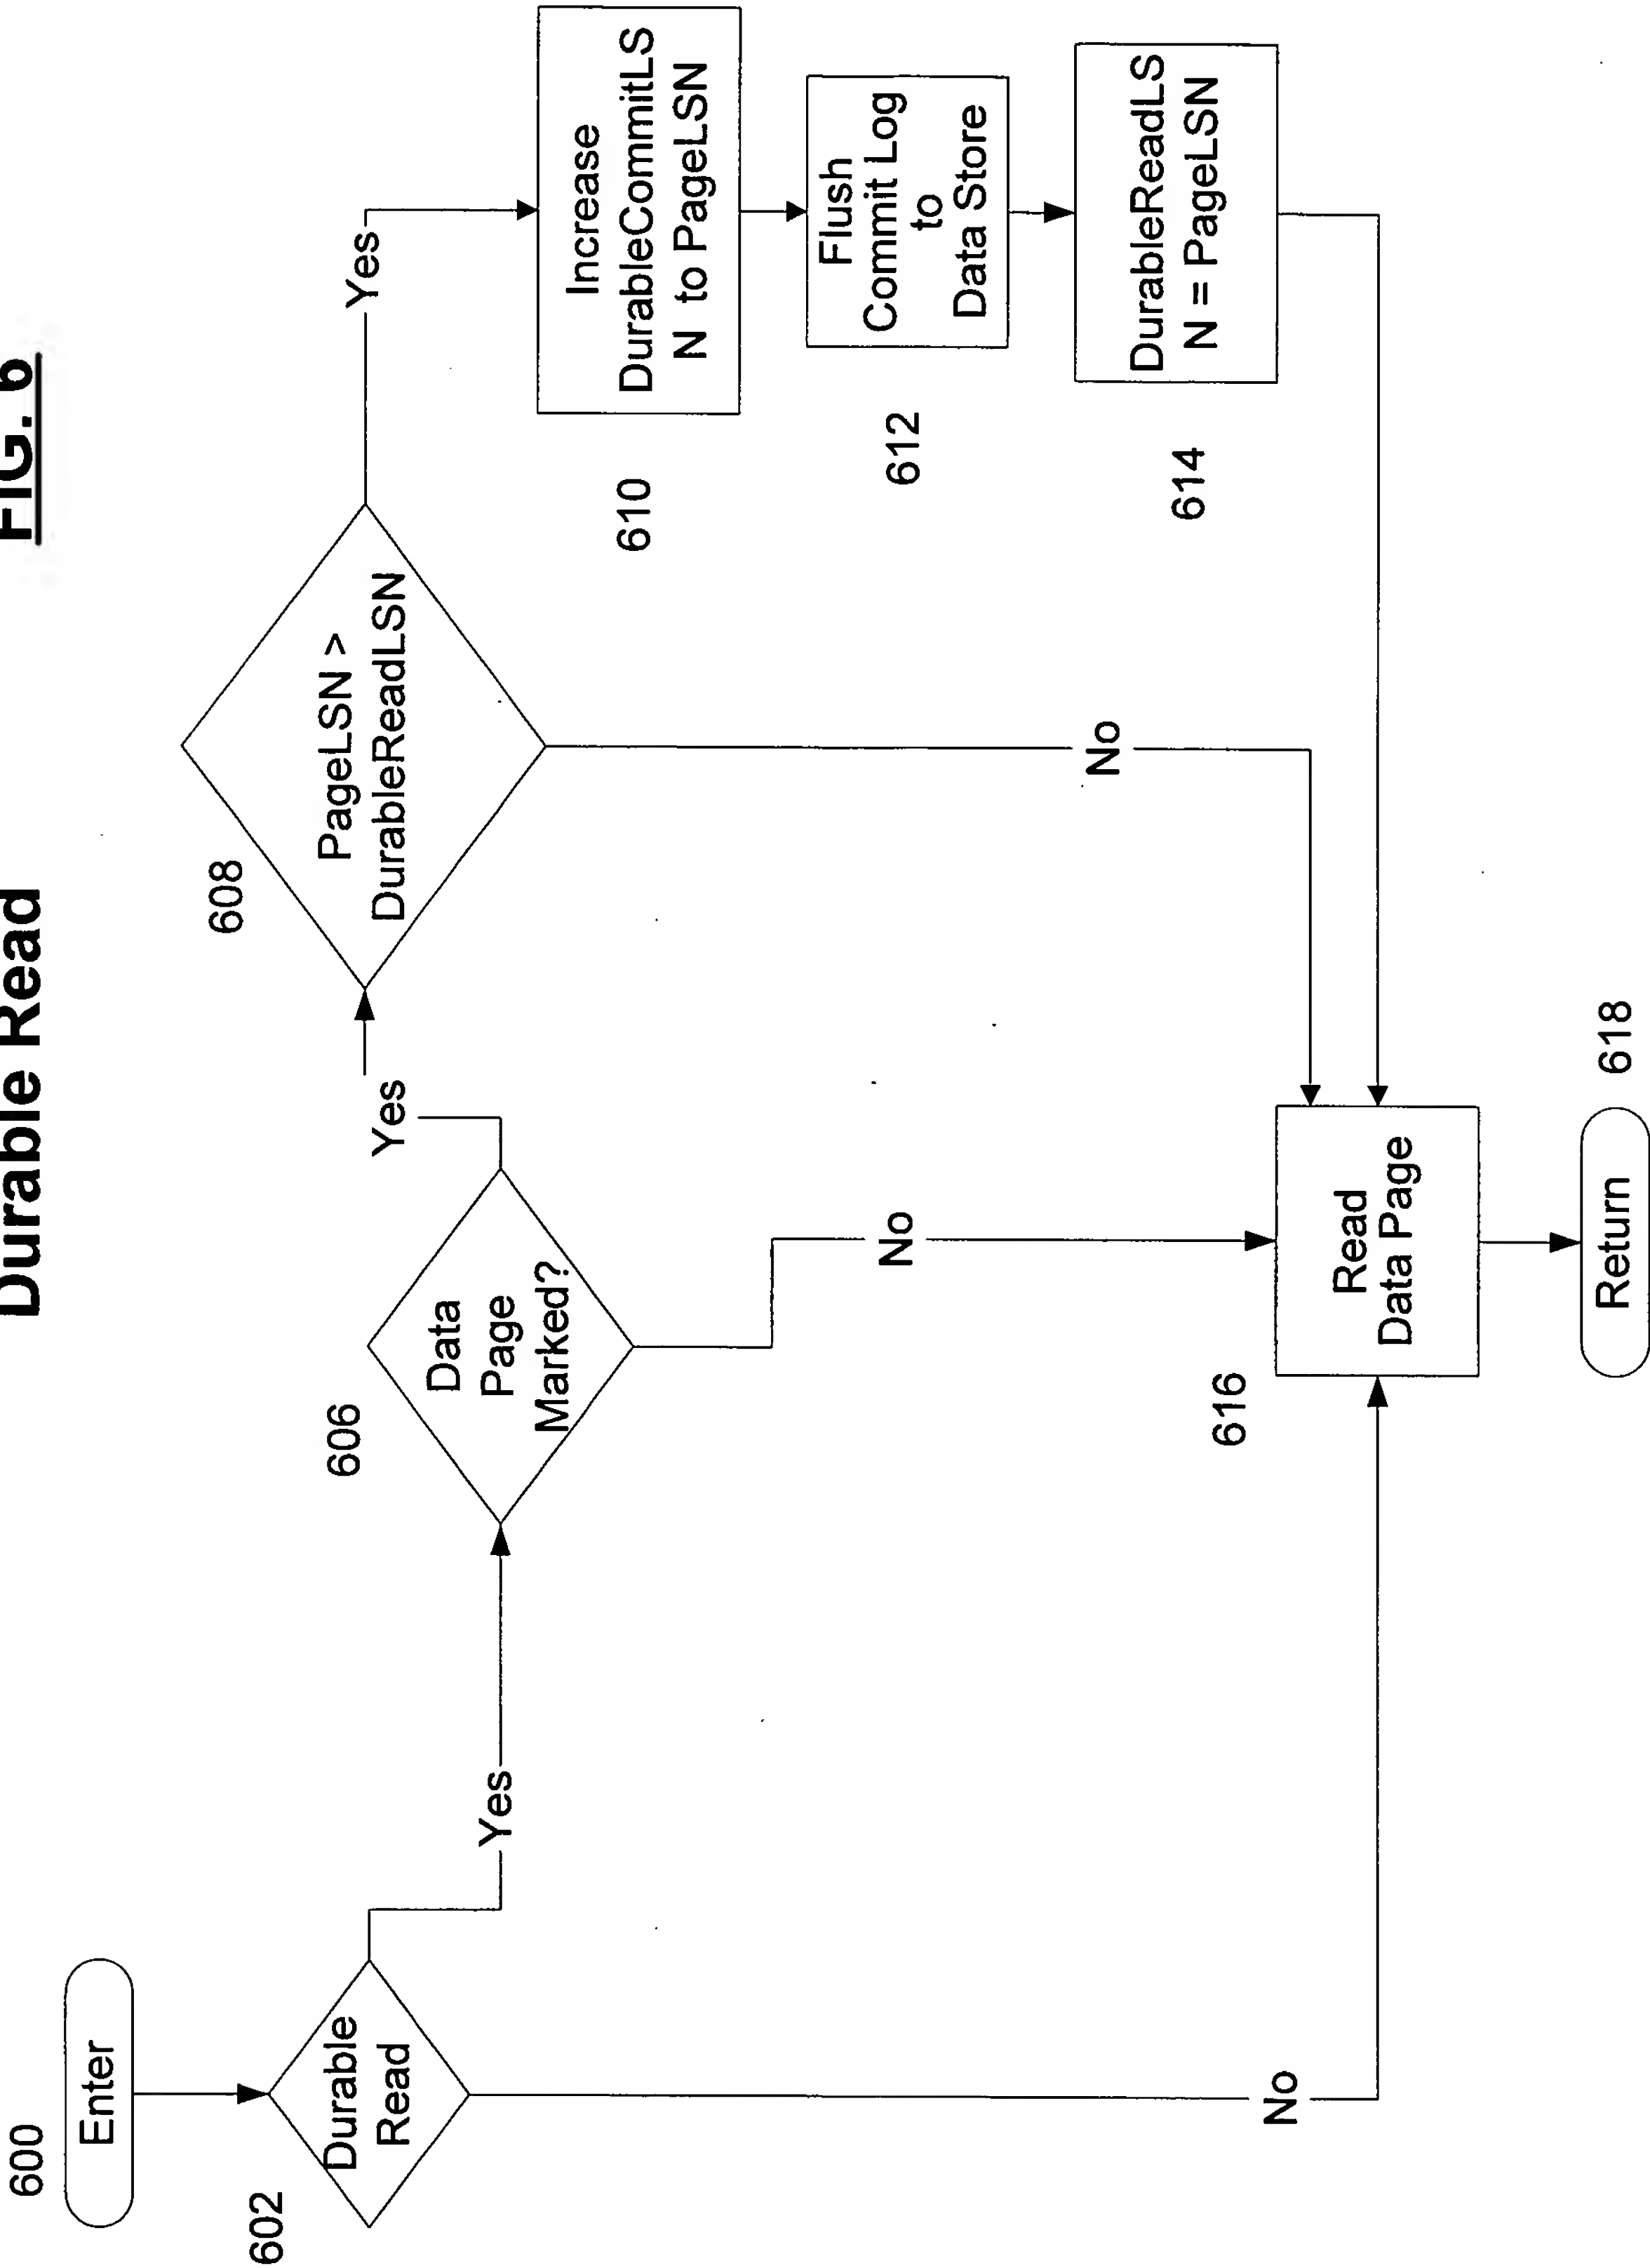 Durable Read
FIG. 6
600
Enter
602
Durable
Read
Yes
No
606
Data
Page
Marked?
Yes
No
608
PageLSN >
DurableReadLSN
Yes
No
610
Increase
DurableCommitLS
N to PageLSN
612
Flush
Commit Log
to
Data Store
614
DurableReadLS
N = PageLSN
616
Read
Data Page
618
Return